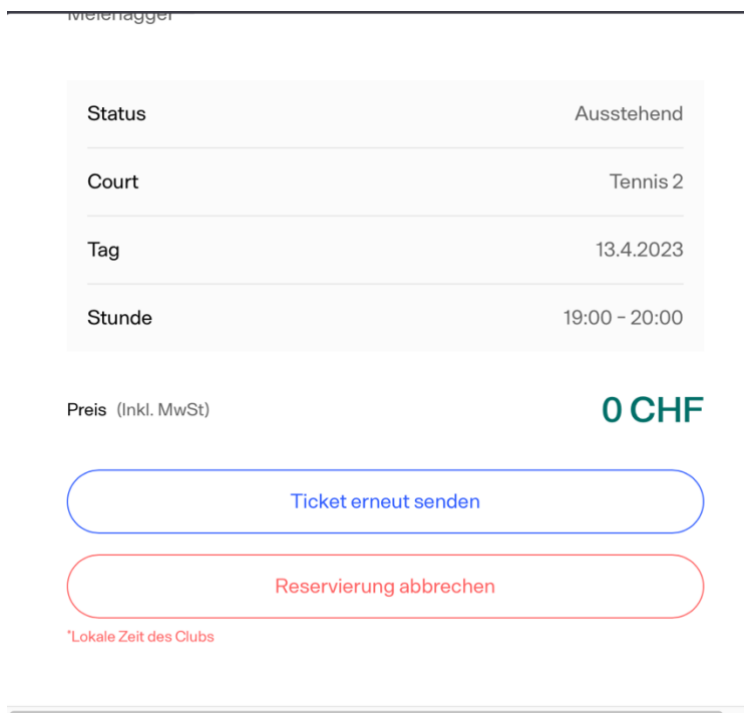 Meienagger
Status Ausstehend
Court Tennis 2
Tag 13.4.2023
Stunde 19:00 - 20:00
Preis (Inkl. MwSt) 0 CHF
Ticket erneut senden
Reservierung abbrechen
*Lokale Zeit des Clubs